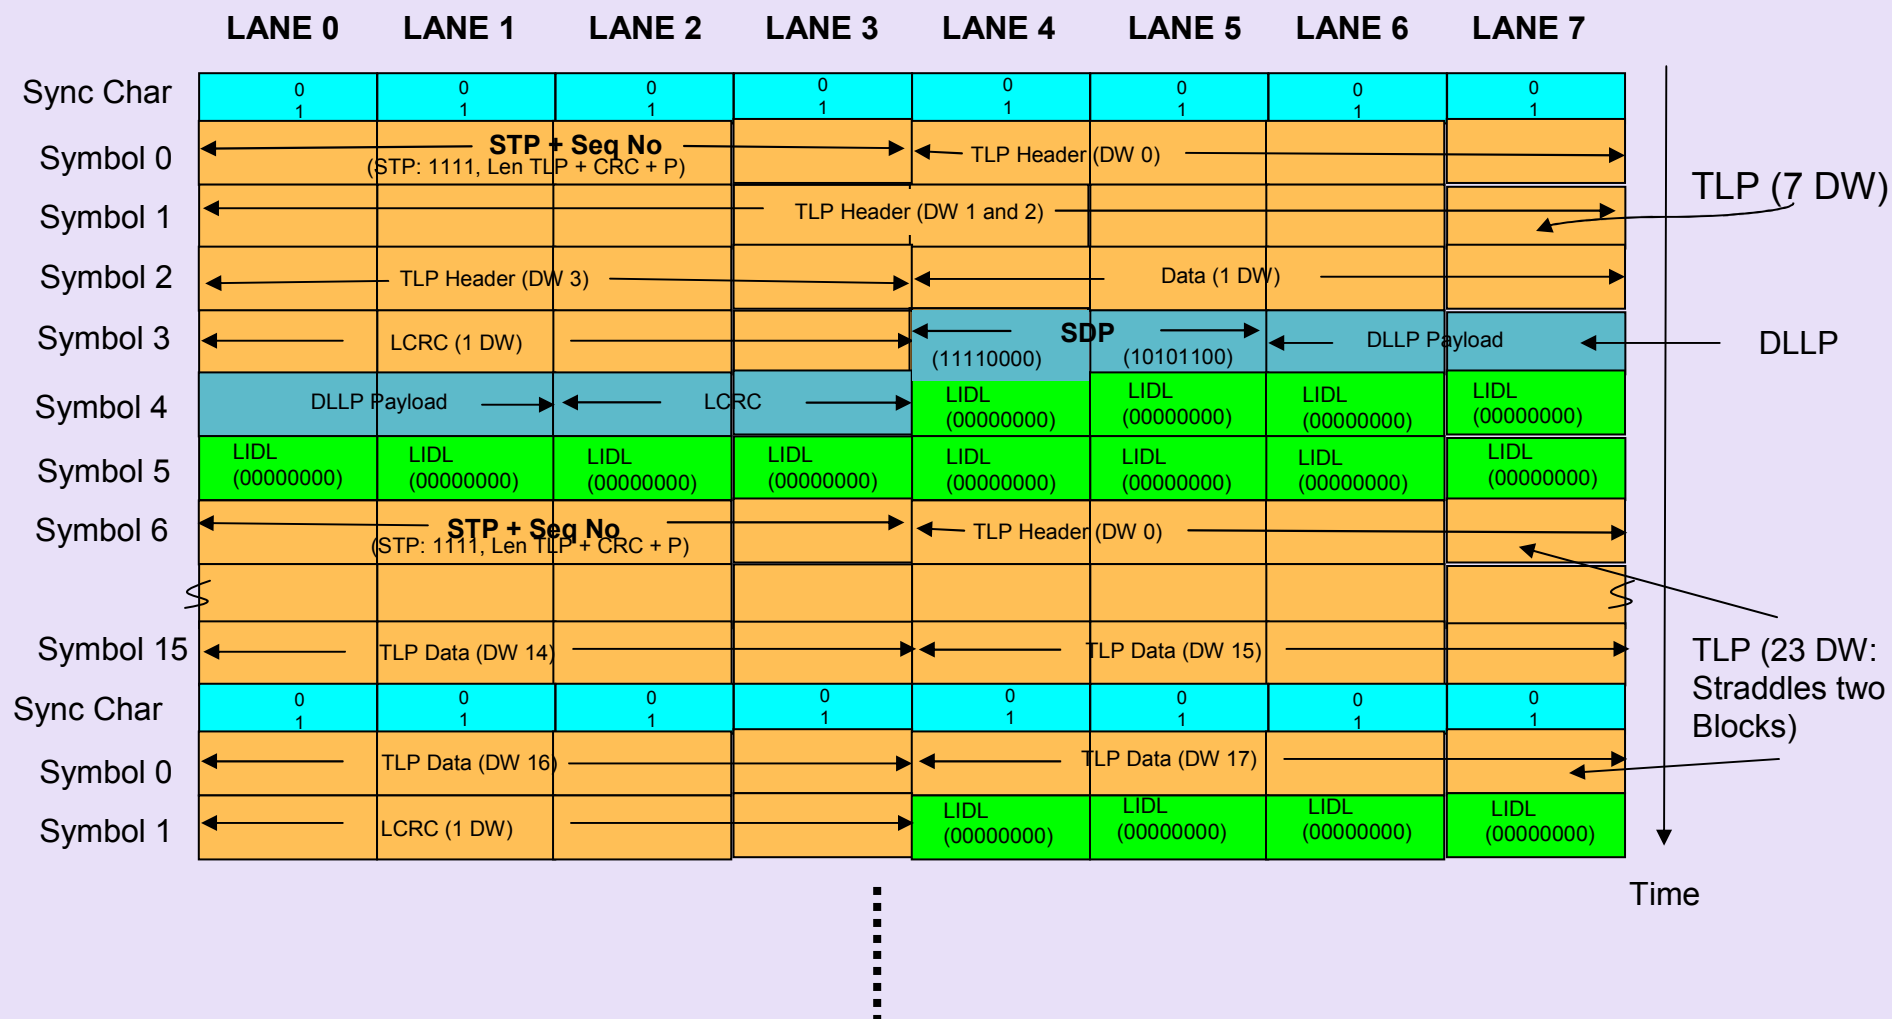 LANE 0 LANE 1 LANE 2 LANE 3 LANE 4 LANE 5 LANE 6 LANE 7
Sync Char 0 0 0 0 0 0 0 0
1 1 1 1 1 1 1 1
Symbol 0 STP + Seq No TLP Header (DW 0)
(STP: 1111, Len TLP + CRC + P)
Symbol 1 TLP Header (DW 1 and 2) TLP (7 DW)
Symbol 2 TLP Header (DW 3) Data (1 DW)
Symbol 3 LCRC (1 DW) SDP DLLP Payload DLLP
(11110000) (10101100)
Symbol 4 DLLP Payload LCRC LIDL LIDL LIDL LIDL
(00000000) (00000000) (00000000) (00000000)
Symbol 5 LIDL LIDL LIDL LIDL LIDL LIDL LIDL LIDL
(00000000) (00000000) (00000000) (00000000) (00000000) (00000000) (00000000) (00000000)
Symbol 6 STP + Seq No TLP Header (DW 0)
(STP: 1111, Len TLP + CRC + P)
Symbol 15 TLP Data (DW 14) TLP Data (DW 15)
TLP (23 DW:
Straddles two
Blocks)
Sync Char 0 0 0 0 0 0 0 0
1 1 1 1 1 1 1 1
Symbol 0 TLP Data (DW 16) TLP Data (DW 17)
Symbol 1 LCRC (1 DW) LIDL LIDL LIDL LIDL
(00000000) (00000000) (00000000) (00000000)
Time